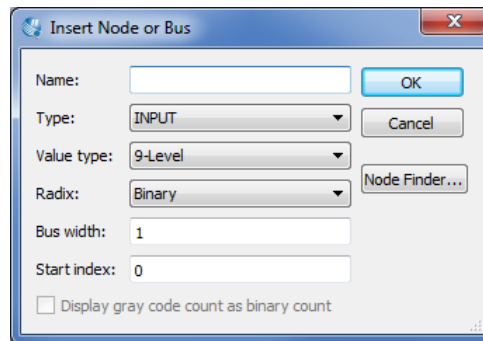 Insert Node or Bus
Name:
OK
Type: INPUT
Cancel
Value type: 9-Level
Node Finder...
Radix: Binary
Bus width: 1
Start index: 0
Display gray code count as binary count